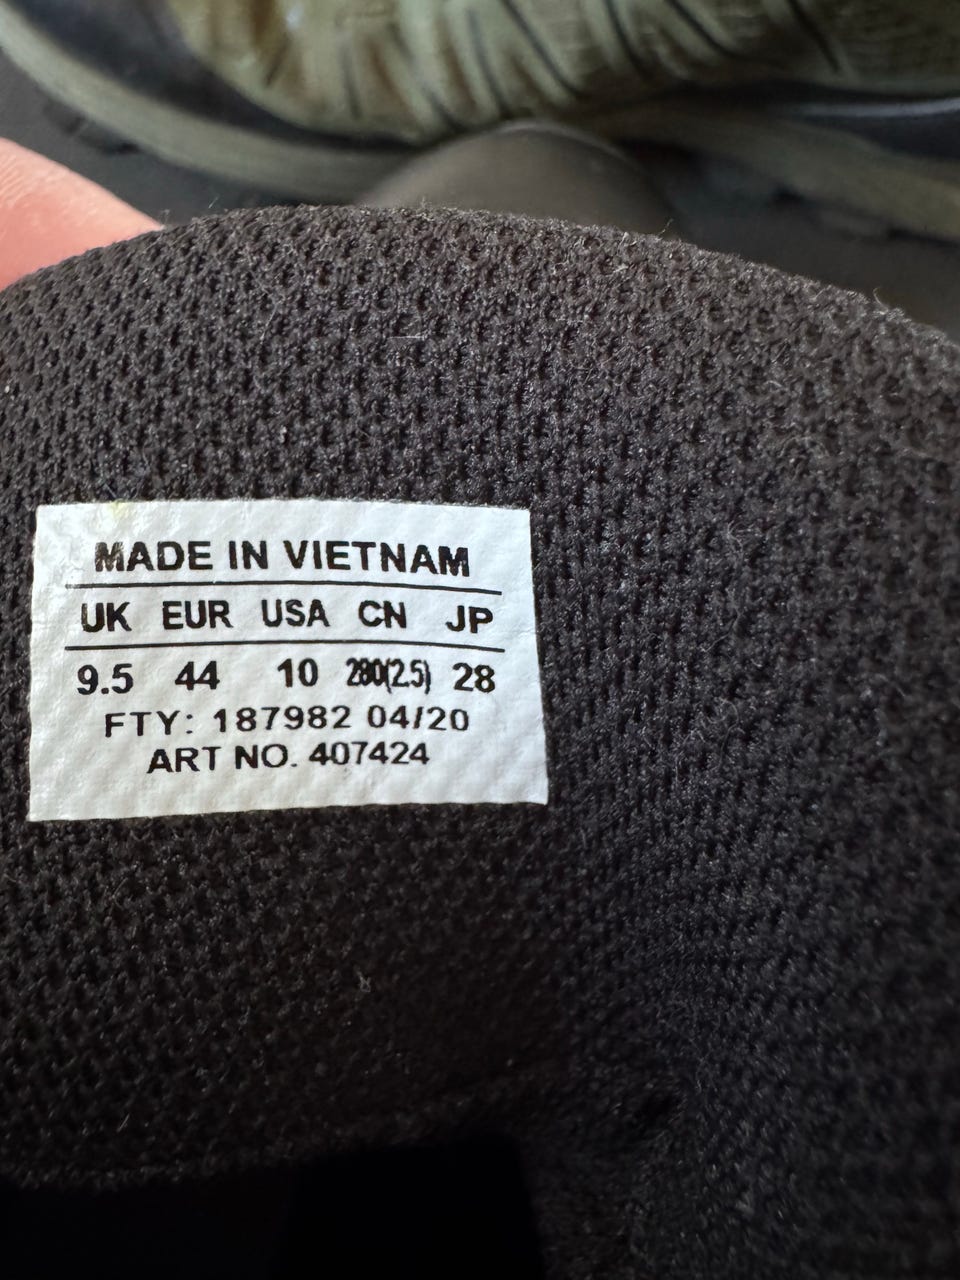 MADE IN VIETNAM
UK EUR USA CN JP
9.5 44 10 280(2.5) 28
FTY: 187982 04/20
ART NO. 407424